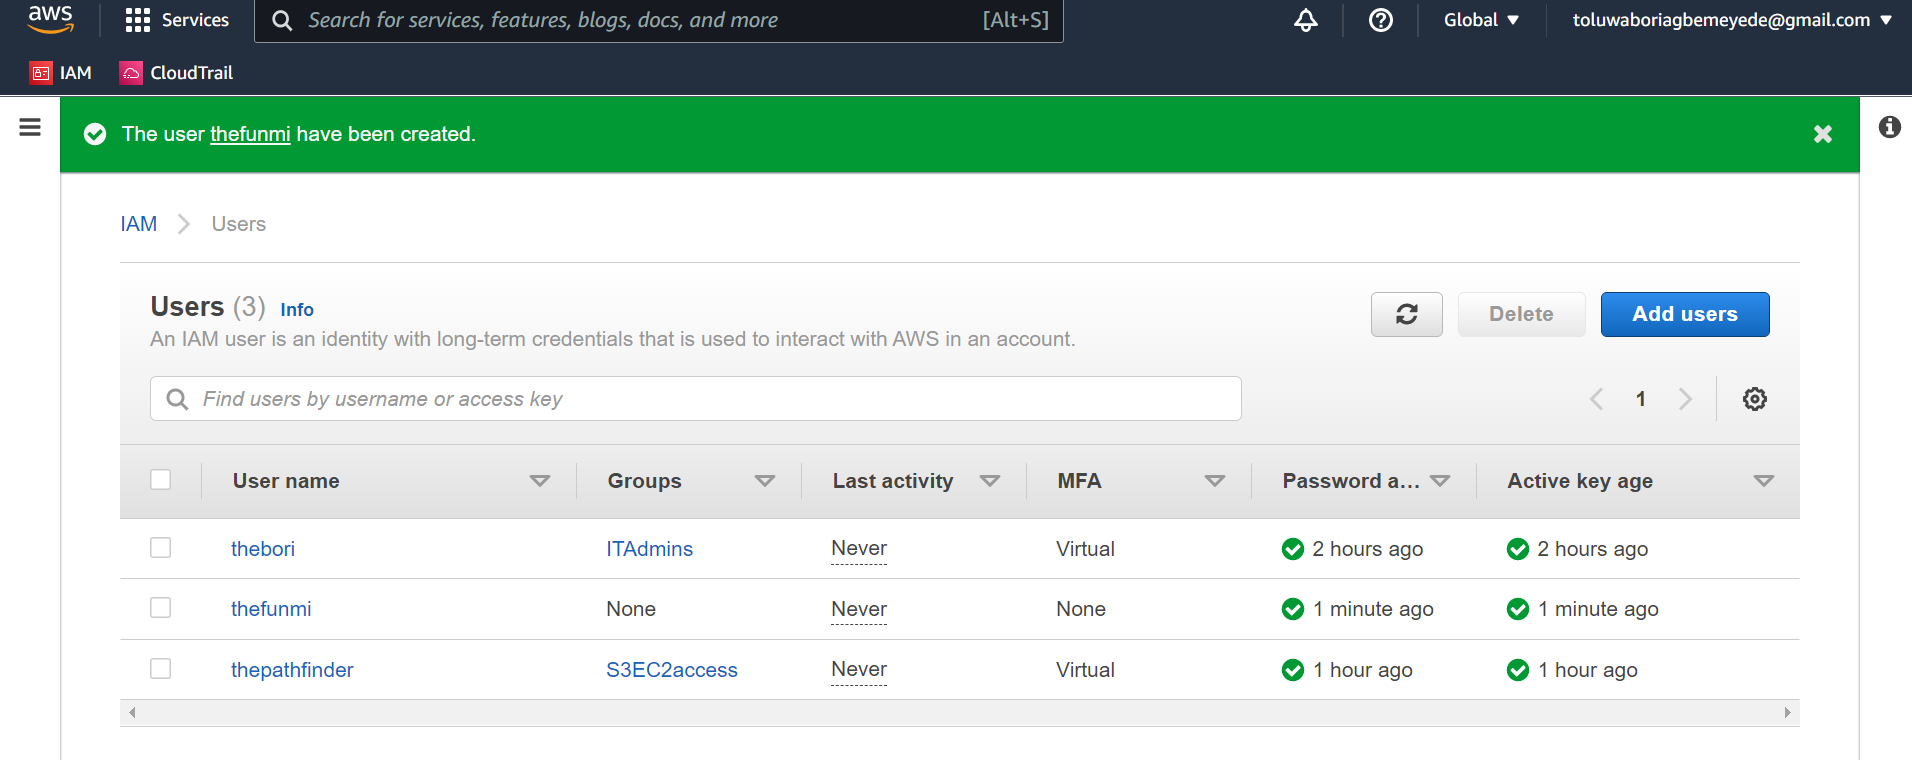 aws
Services
Search for services, features, blogs, docs, and more
[Alt+S]
Global
toluwaboriagbemeyede@gmail.com
IAM
CloudTrail
The user thefunmi have been created.
IAM
Users
Users (3) Info
An IAM user is an identity with long-term credentials that is used to interact with AWS in an account.
Delete
Add users
Find users by username or access key
1
User name Groups Last activity MFA Password a... Active key age
thebori ITAdmins Never Virtual 2 hours ago 2 hours ago
thefunmi None Never None 1 minute ago 1 minute ago
thepathfinder S3EC2access Never Virtual 1 hour ago 1 hour ago